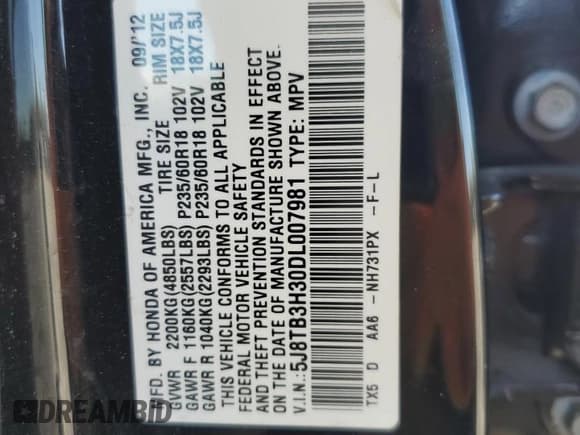 MFD. BY HONDA OF AMERICA MFG., INC. 09/12
GVWR 2200KG(4850LBS) TIRE SIZE RIM SIZE
GAWR F 1160KG(2557LBS) P235/60R18 102V 18X7.5J
GAWR R 1040KG(2293LBS) P235/60R18 102V 18X7.5J
THIS VEHICLE CONFORMS TO ALL APPLICABLE
FEDERAL MOTOR VEHICLE SAFETY
AND THEFT PREVENTION STANDARDS IN EFFECT
ON THE DATE OF MANUFACTURE SHOWN ABOVE.
V.I.N.:5J8TB3H30DL007981 TYPE: MPV
TX5 D AA6 -NH731PX -F-L
DREAMBID